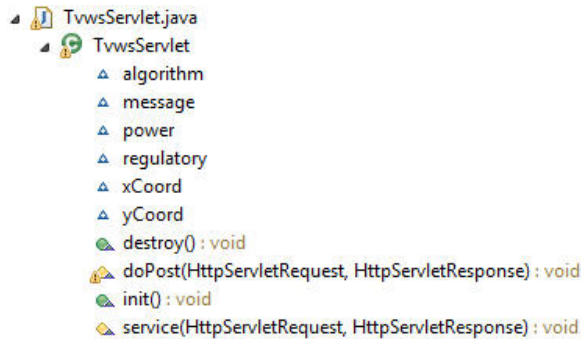 TvwsServlet.java
TvwsServlet
algorithm
message
power
regulatory
xCoord
yCoord
destroy() : void
doPost(HttpServletRequest, HttpServletResponse) : void
init() : void
service(HttpServletRequest, HttpServletResponse) : void